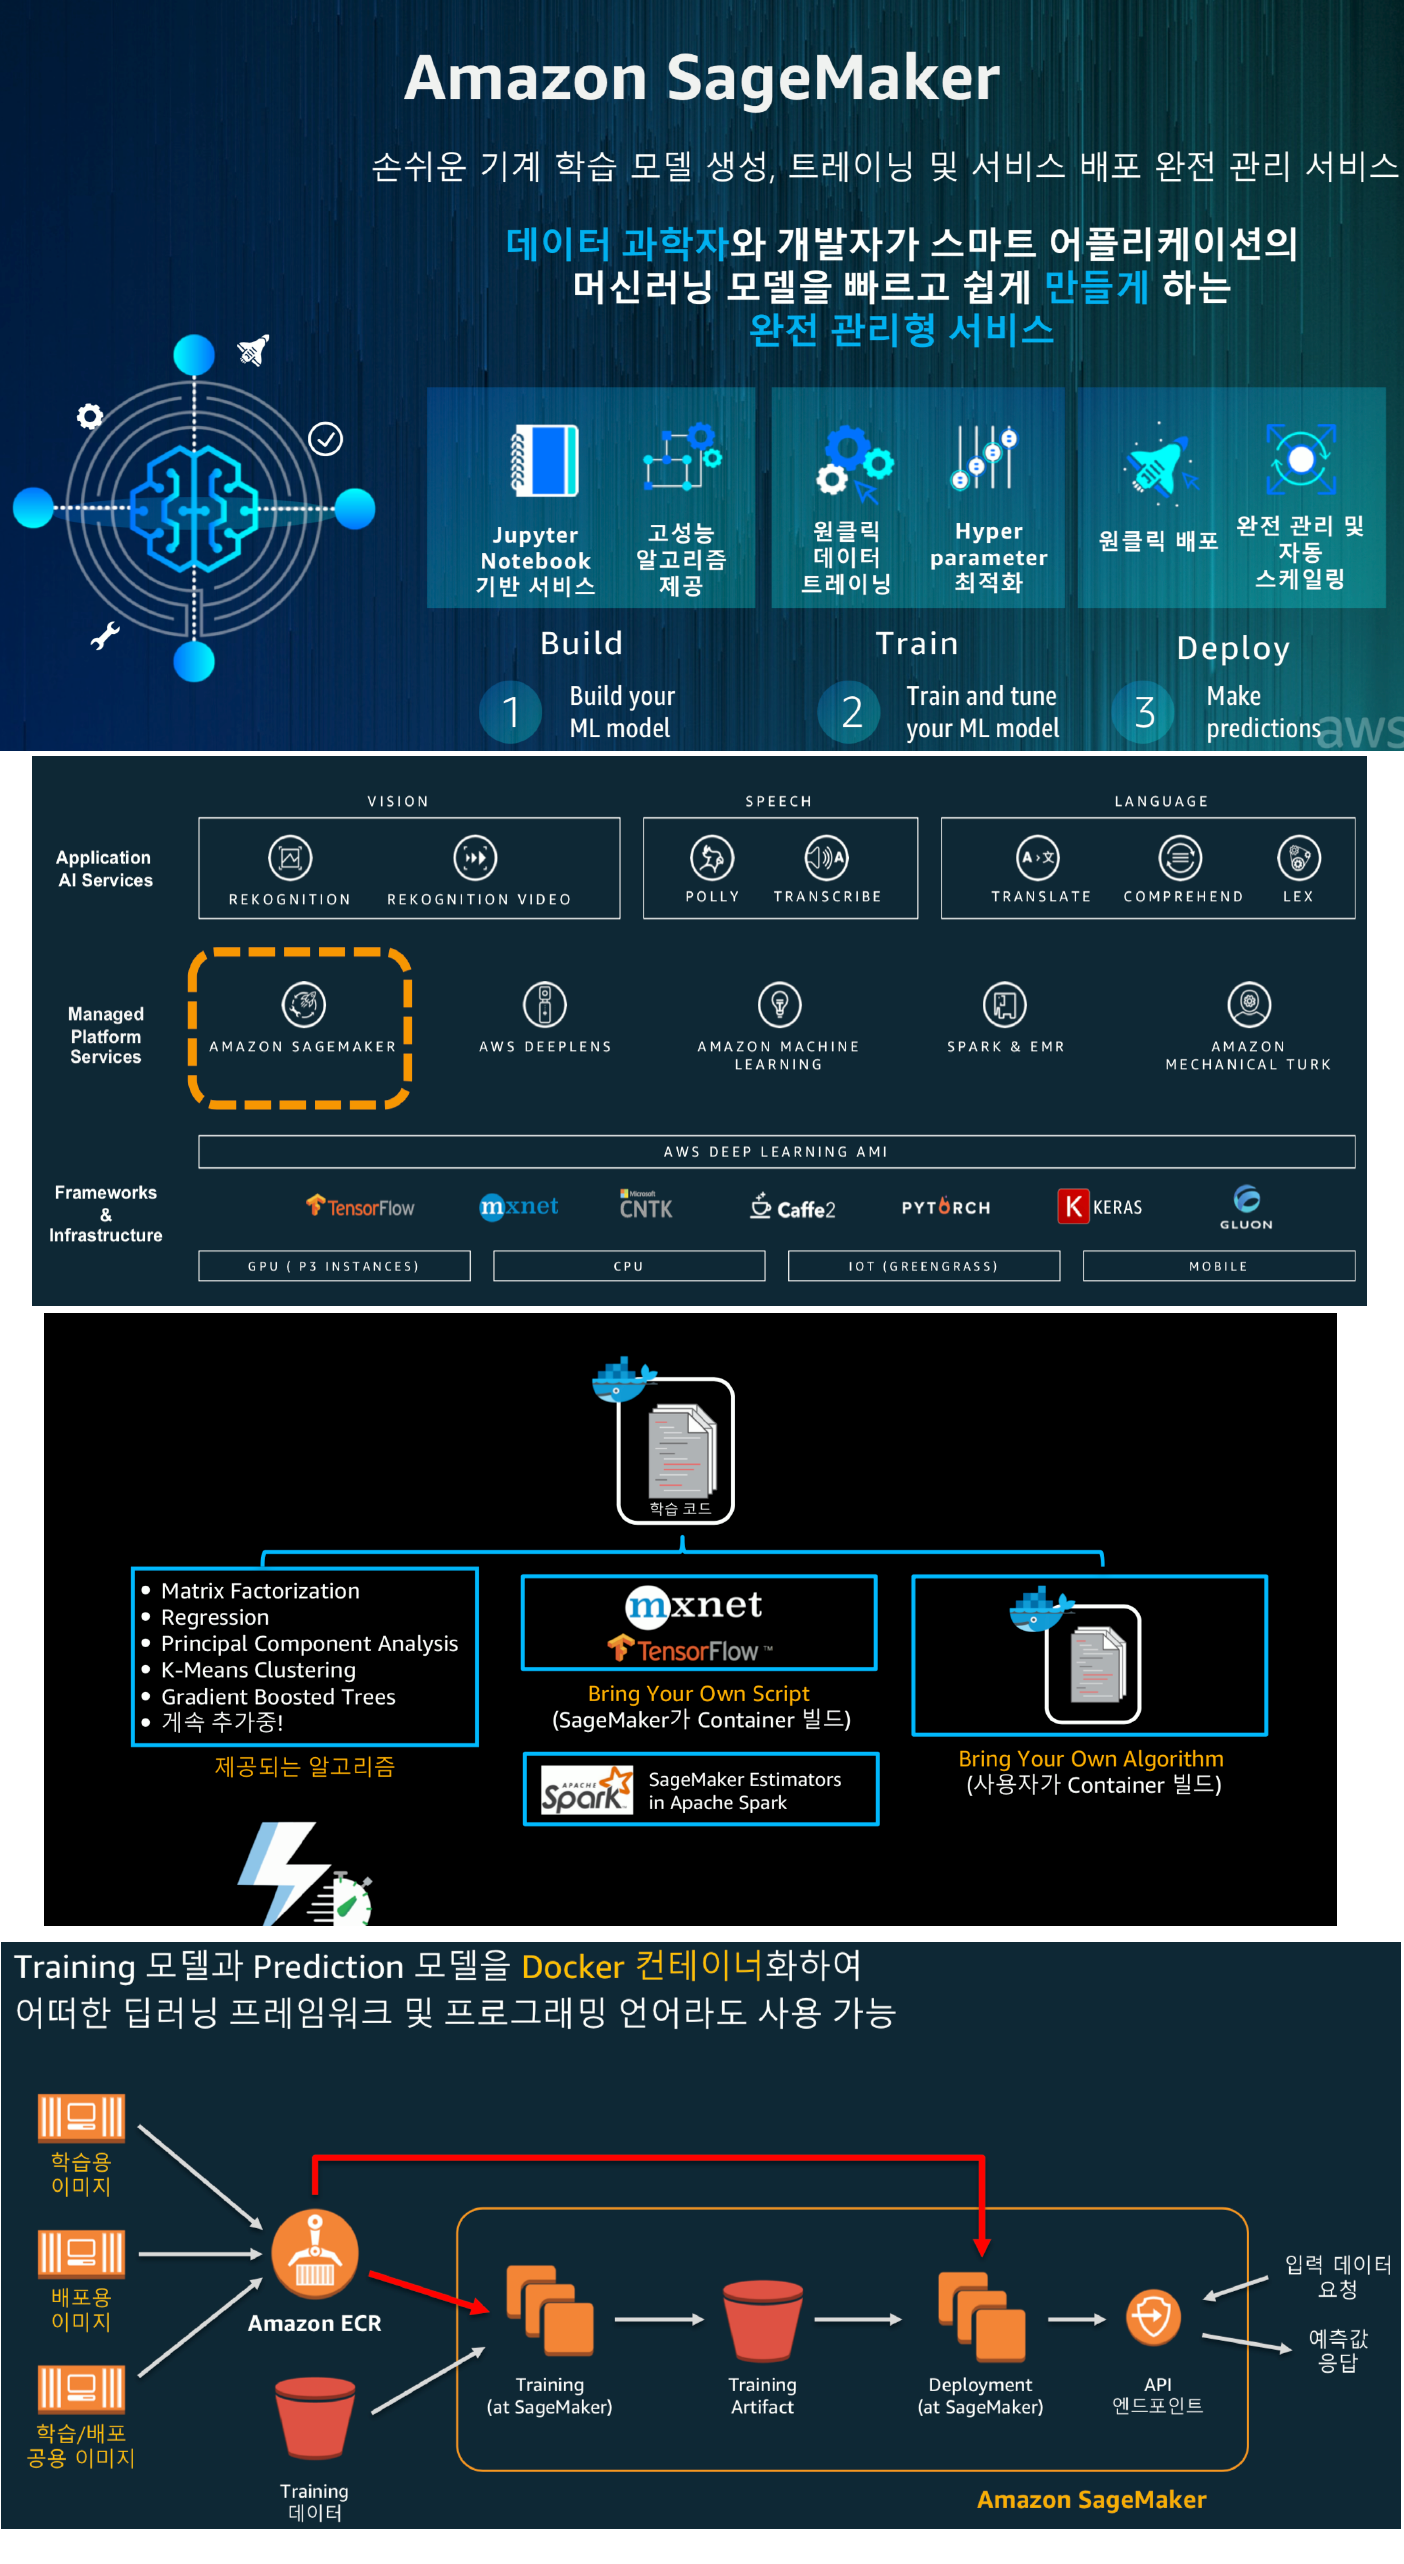 Amazon SageMaker
손쉬운 기계 학습 모델 생성, 트레이닝 및 서비스 배포 완전 관리 서비스
데이터 과학자와 개발자가 스마트 어플리케이션의
머신러닝 모델을 빠르고 쉽게 만들게 하는
완전 관리형 서비스
Jupyter
Notebook
기반 서비스
고성능
알고리즘
제공
원클릭
데이터
트레이닝
Hyper
parameter
최적화
원클릭 배포
완전 관리 및
자동
스케일링
Build
Train
Deploy
1
Build your
ML model
2
Train and tune
your ML model
3
Make
predictions
aws
VISION
SPEECH
LANGUAGE
Application
AI Services
REKOGNITION
REKOGNITION VIDEO
POLLY
TRANSCRIBE
TRANSLATE
COMPREHEND
LEX
Managed
Platform
Services
AMAZON SAGEMAKER
AWS DEEPLENS
AMAZON MACHINE
LEARNING
SPARK & EMR
AMAZON
MECHANICAL TURK
AWS DEEP LEARNING AMI
Frameworks
&
Infrastructure
TensorFlow
mxnet
Microsoft
CNTK
Caffe2
PYTORCH
K KERAS
GLUON
GPU ( P3 INSTANCES)
CPU
IOT (GREENGRASS)
MOBILE
학습 코드
• Matrix Factorization
• Regression
• Principal Component Analysis
• K-Means Clustering
• Gradient Boosted Trees
• 계속 추가중!
제공되는 알고리즘
mxnet
TensorFlow ™
Bring Your Own Script
(SageMaker가 Container 빌드)
APACHE
Spark
SageMaker Estimators
in Apache Spark
Bring Your Own Algorithm
(사용자가 Container 빌드)
Training 모델과 Prediction 모델을 Docker 컨테이너화하여
어떠한 딥러닝 프레임워크 및 프로그래밍 언어라도 사용 가능
학습용
이미지
배포용
이미지
학습/배포
공용 이미지
Amazon ECR
Training
데이터
Training
(at SageMaker)
Training
Artifact
Deployment
(at SageMaker)
API
엔드포인트
입력 데이터
요청
예측값
응답
Amazon SageMaker